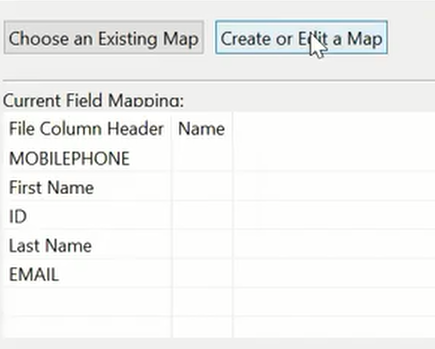 Choose an Existing Map Create or Edit a Map
Current Field Mapping:
File Column Header Name
MOBILEPHONE
First Name
ID
Last Name
EMAIL